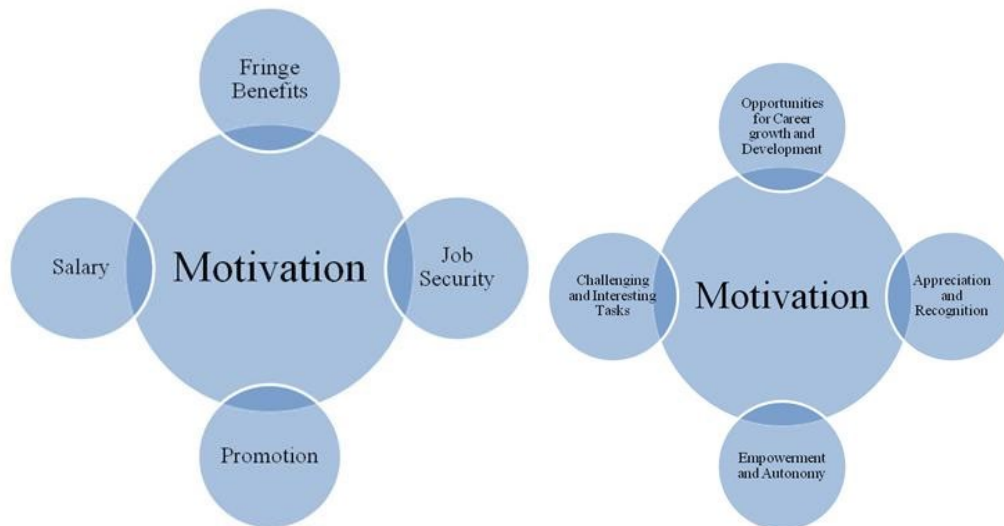 Fringe
Benefits
Salary
Motivation
Job
Security
Promotion
Opportunities
for Career
growth and
Development
Challenging
and Interesting
Tasks
Motivation
Appreciation
and
Recognition
Empowerment
and Autonomy